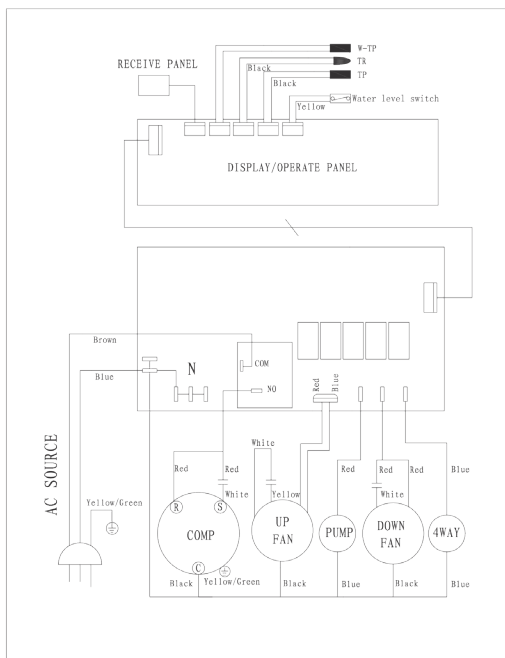 W-TP
RECEIVE PANEL
TR
Black
TP
Black
Water level switch
Yellow
DISPLAY/OPERATE PANEL
Brown
COM
N
Blue
NO
Red
Blue
AC SOURCE
White
Red
Red
Red
Red
Red
Blue
White
Yellow
White
Yellow/Green
R
S
COMP
UP
FAN
PUMP
DOWN
FAN
4WAY
C
Black
Yellow/Green
Black
Blue
Black
Blue